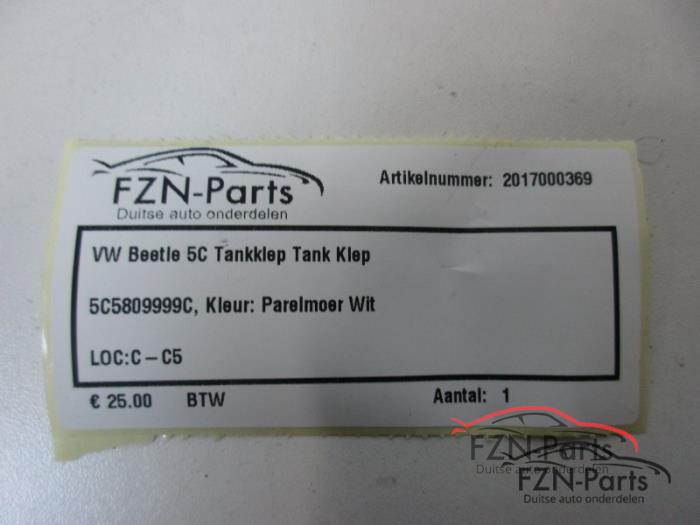 FZN-Parts
Duitse auto onderdelen
Artikelnummer: 2017000369
VW Beetle 5C Tankklep Tank Klep
5C5809999C, Kleur: Parelmoer Wit
LOC:C – C5
€ 25.00 BTW
Aantal: 1
FZN-Parts
Duitse auto onderdelen
FZN-Parts
Duitse auto onderdelen